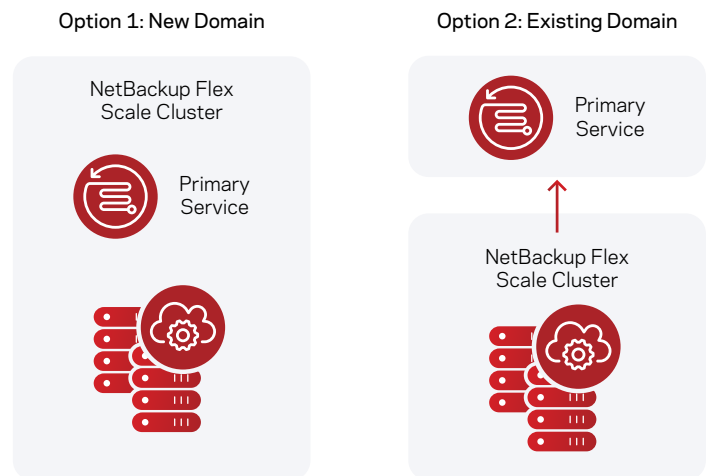 Option 1: New Domain
NetBackup Flex
Scale Cluster
Primary
Service
Option 2: Existing Domain
Primary
Service
NetBackup Flex
Scale Cluster